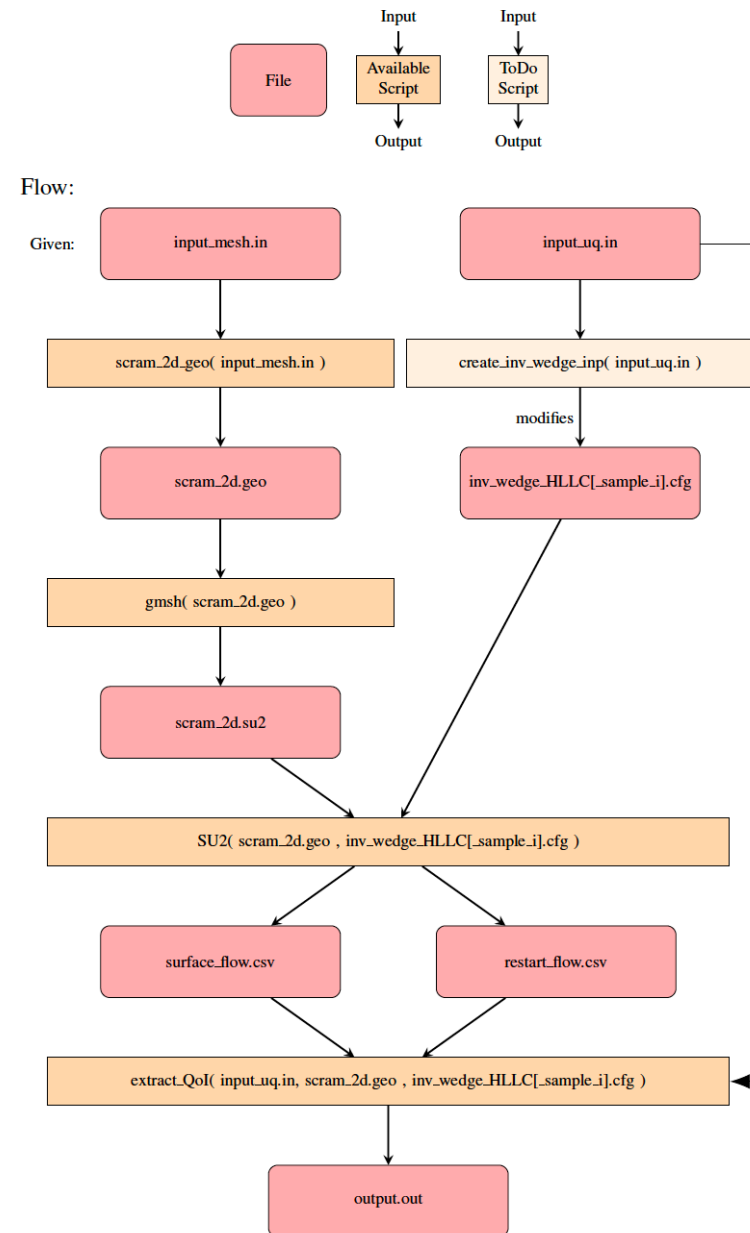 Input
Input
File
Available
Script
ToDo
Script
Output
Output
Flow:
Given:
input_mesh.in
input_uq.in
scram_2d_geo( input_mesh.in )
create_inv_wedge_inp( input_uq.in )
modifies
scram_2d.geo
inv_wedge_HLLC[_sample_i].cfg
gmsh( scram_2d.geo )
scram_2d.su2
SU2( scram_2d.geo , inv_wedge_HLLC[_sample_i].cfg )
surface_flow.csv
restart_flow.csv
extract_QoI( input_uq.in, scram_2d.geo , inv_wedge_HLLC[_sample_i].cfg )
output.out